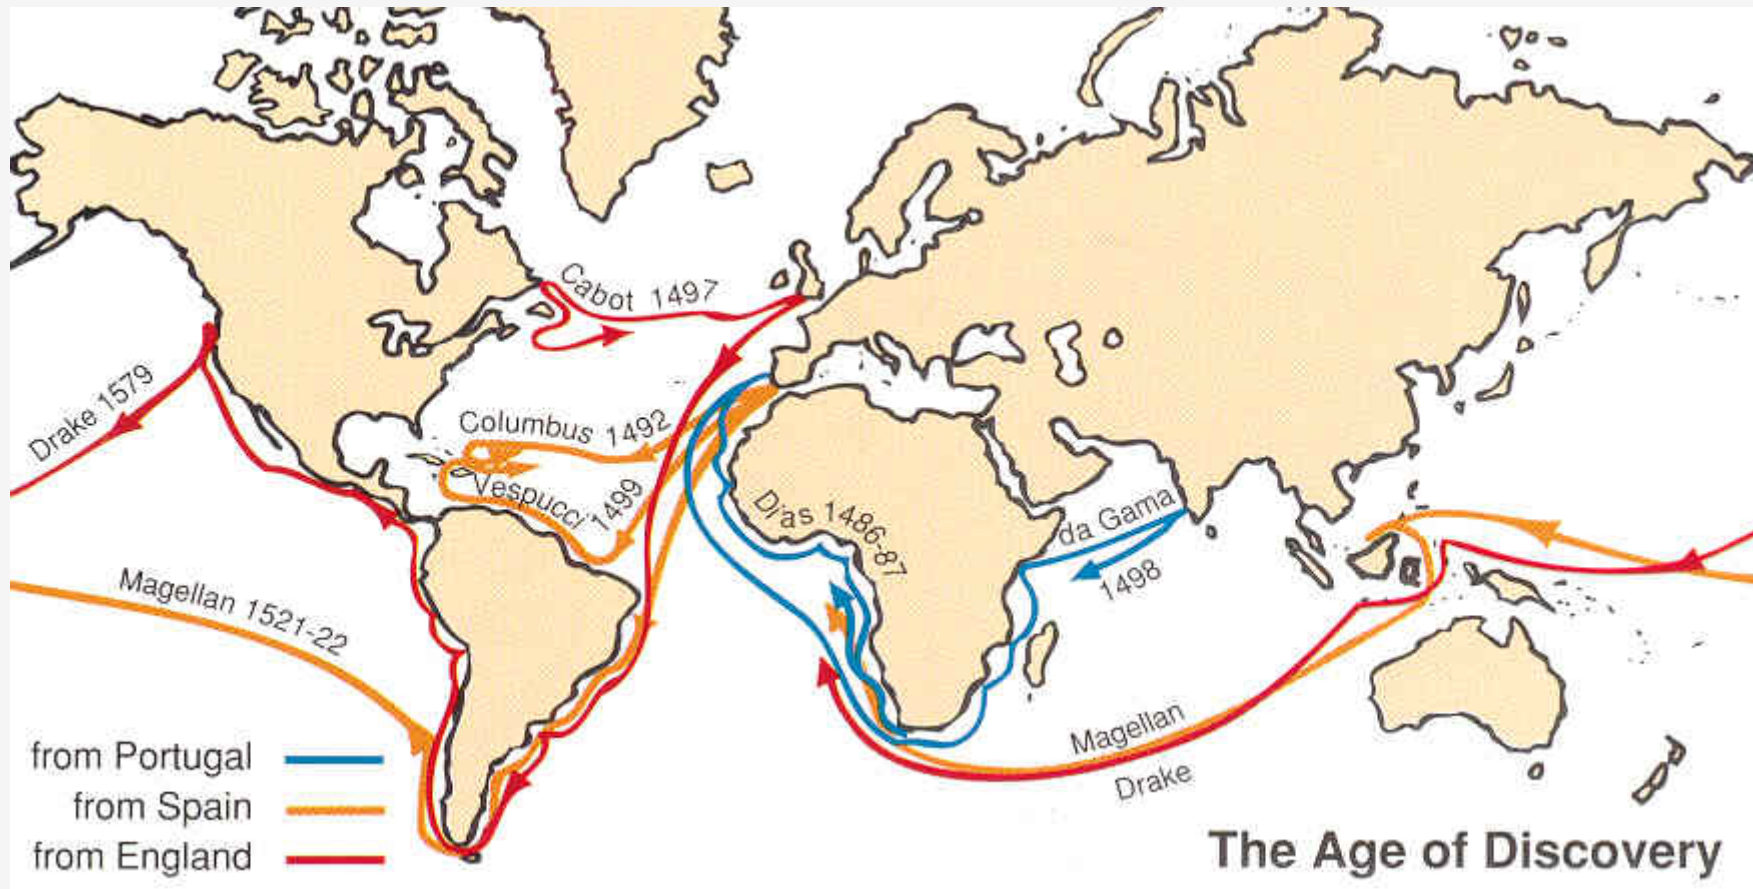 Cabot 1497
Drake 1579
Columbus 1492
Vespucci 1499
Dias 1486-87
da Gama
1498
Magellan 1521-22
Magellan
Drake
from Portugal
from Spain
from England
The Age of Discovery